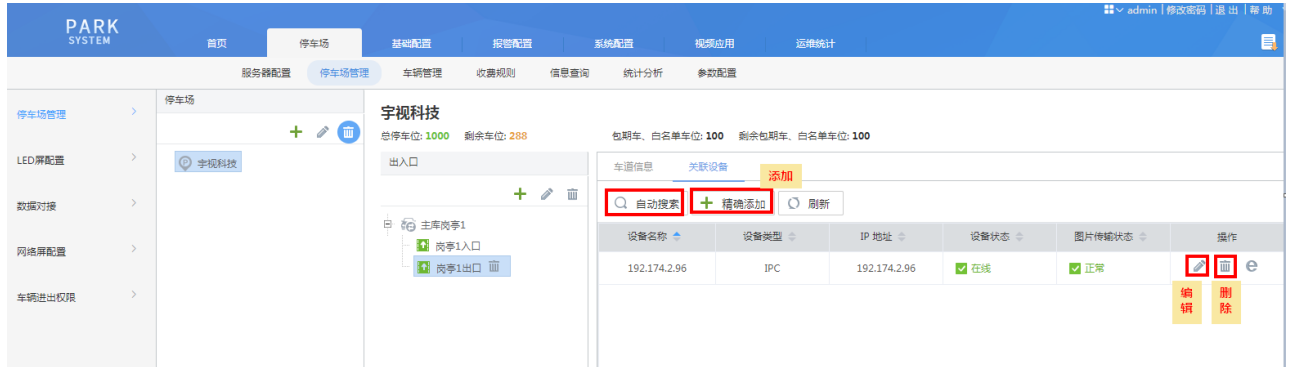 admin | 修改密码 | 退出 | 帮助
PARK
SYSTEM
首页 停车场 基础配置 报警配置 系统配置 视频应用 运维统计
服务器配置 停车场管理 车辆管理 收费规则 信息查询 统计分析 参数配置
停车场管理
LED屏配置
数据对接
网络屏配置
车辆进出权限
停车场
宇视科技
宇视科技
总停车位: 1000 剩余车位: 288 包期车、白名单车位: 100 剩余包期车、白名单车位: 100
出入口
主库岗亭1
岗亭1入口
岗亭1出口
车道信息 关联设备
添加
自动搜索 精确添加 刷新
设备名称 设备类型 IP 地址 设备状态 图片传输状态 操作
192.174.2.96 IPC 192.174.2.96 在线 正常
编辑
删除